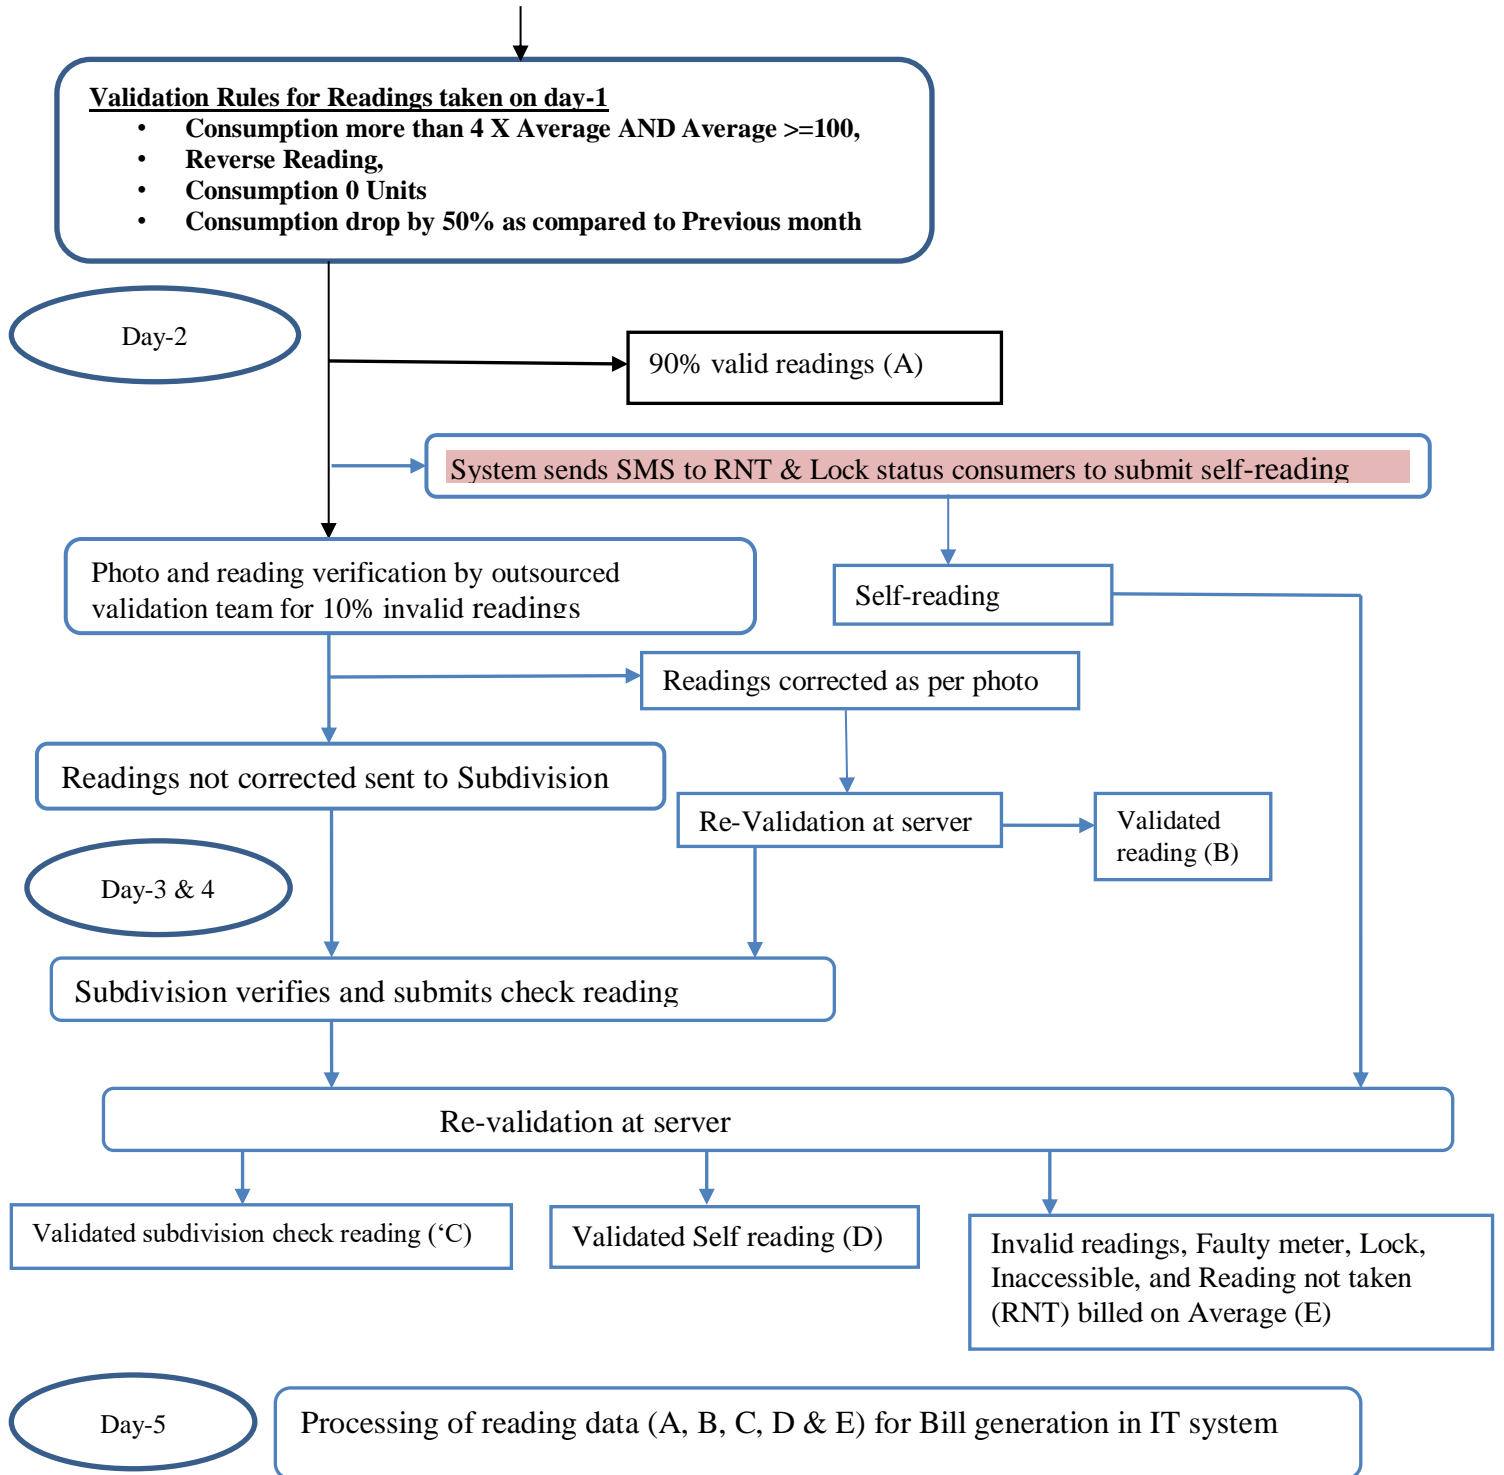 Validation Rules for Readings taken on day-1
• Consumption more than 4 X Average AND Average >=100,
• Reverse Reading,
• Consumption 0 Units
• Consumption drop by 50% as compared to Previous month
Day-2
90% valid readings (A)
System sends SMS to RNT & Lock status consumers to submit self-reading
Photo and reading verification by outsourced
validation team for 10% invalid readings
Self-reading
Readings corrected as per photo
Readings not corrected sent to Subdivision
Re-Validation at server
Validated
reading (B)
Day-3 & 4
Subdivision verifies and submits check reading
Re-validation at server
Validated subdivision check reading (‘C)
Validated Self reading (D)
Invalid readings, Faulty meter, Lock,
Inaccessible, and Reading not taken
(RNT) billed on Average (E)
Day-5
Processing of reading data (A, B, C, D & E) for Bill generation in IT system